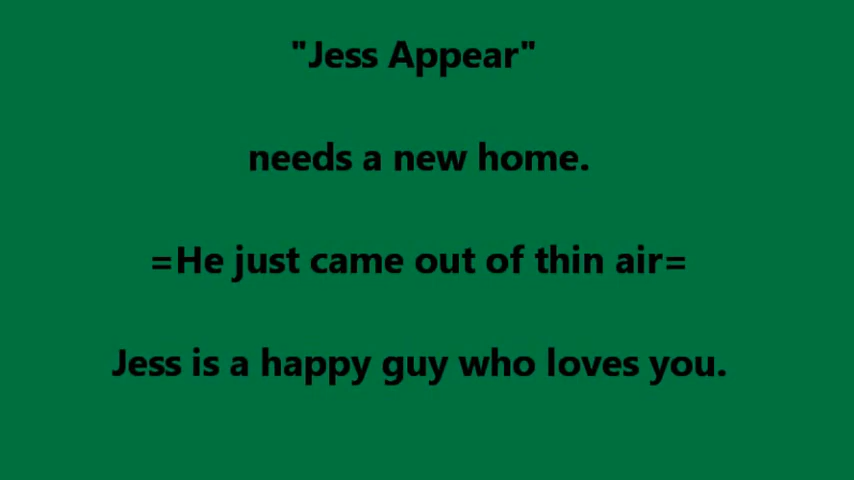 "Jess Appear"
needs a new home.
=He just came out of thin air=
Jess is a happy guy who loves you.